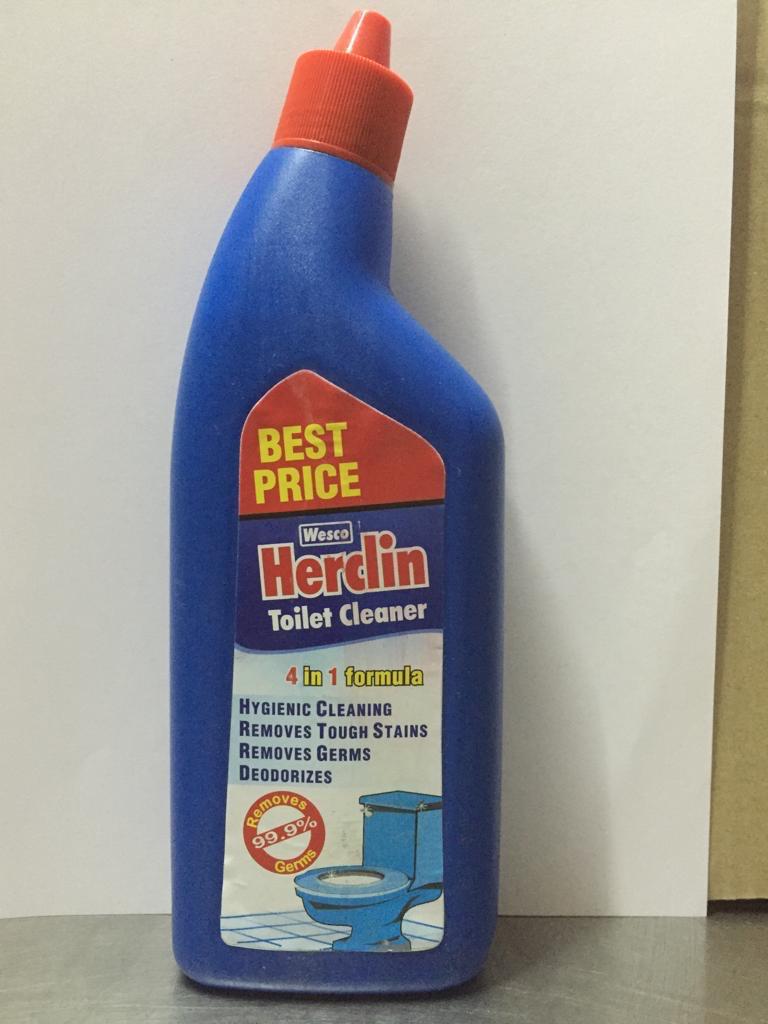 BEST
PRICE
Wesco
Herclin
Toilet Cleaner
4 in 1 formula
HYGIENIC CLEANING
REMOVES TOUGH STAINS
REMOVES GERMS
DEODORIZES
Removes
99.9%
Germs